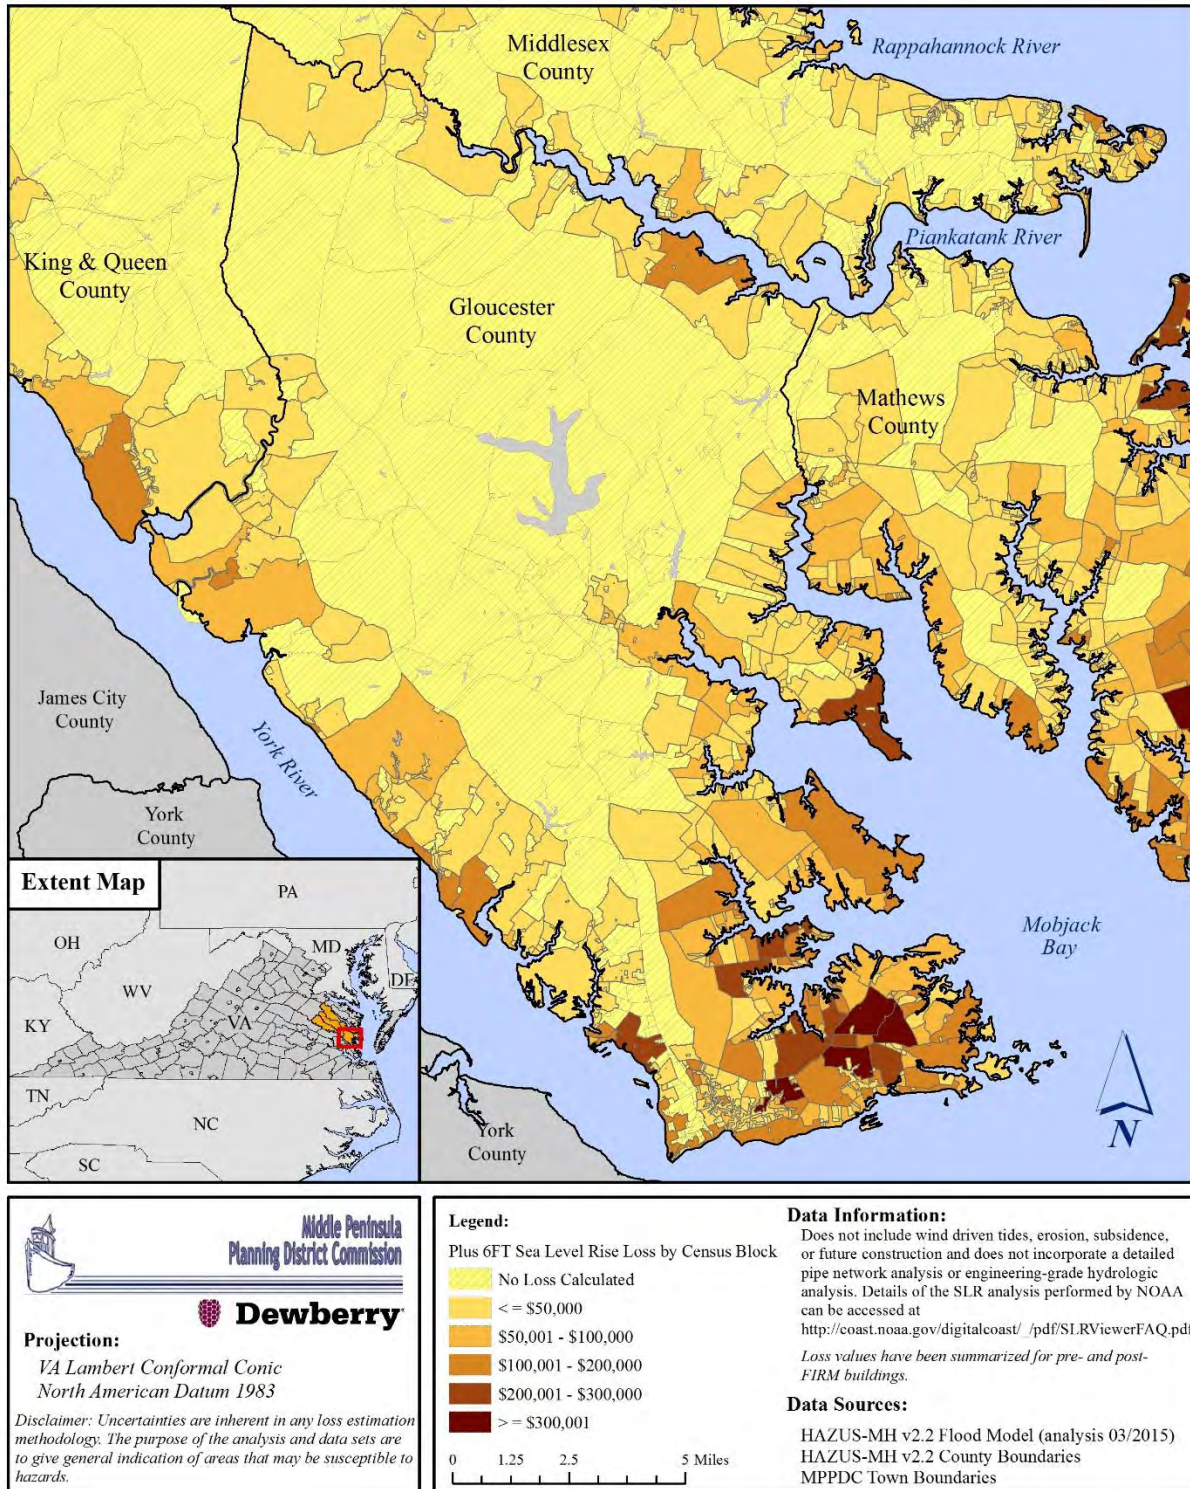 Middlesex
County
Rappahannock River
Piankatank River
King & Queen
County
Gloucester
County
Mathews
County
James City
County
York River
York
County
Mobjack
Bay
York
County
N
Extent Map
PA
OH
MD
DE
WV
KY
VA
TN
NC
SC
Middle Peninsula
Planning District Commission
Dewberry
Projection:
VA Lambert Conformal Conic
North American Datum 1983
Disclaimer: Uncertainties are inherent in any loss estimation
methodology. The purpose of the analysis and data sets are
to give general indication of areas that may be susceptible to
hazards.
Legend:
Plus 6FT Sea Level Rise Loss by Census Block
No Loss Calculated
< = $50,000
$50,001 - $100,000
$100,001 - $200,000
$200,001 - $300,000
> = $300,001
0 1.25 2.5 5 Miles
Data Information:
Does not include wind driven tides, erosion, subsidence,
or future construction and does not incorporate a detailed
pipe network analysis or engineering-grade hydrologic
analysis. Details of the SLR analysis performed by NOAA
can be accessed at
http://coast.noaa.gov/digitalcoast/_/pdf/SLRViewerFAQ.pdf
Loss values have been summarized for pre- and post-
FIRM buildings.
Data Sources:
HAZUS-MH v2.2 Flood Model (analysis 03/2015)
HAZUS-MH v2.2 County Boundaries
MPPDC Town Boundaries